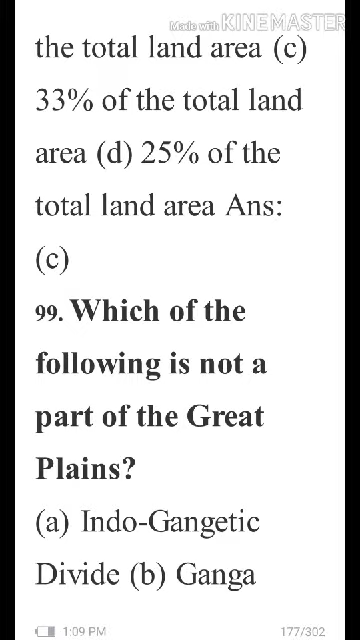 Made with KINEMASTER
the total land area (c)
33% of the total land
area (d) 25% of the
total land area Ans:
(c)
99. Which of the
following is not a
part of the Great
Plains?
(a) Indo-Gangetic
Divide (b) Ganga
1:09 PM 177/302